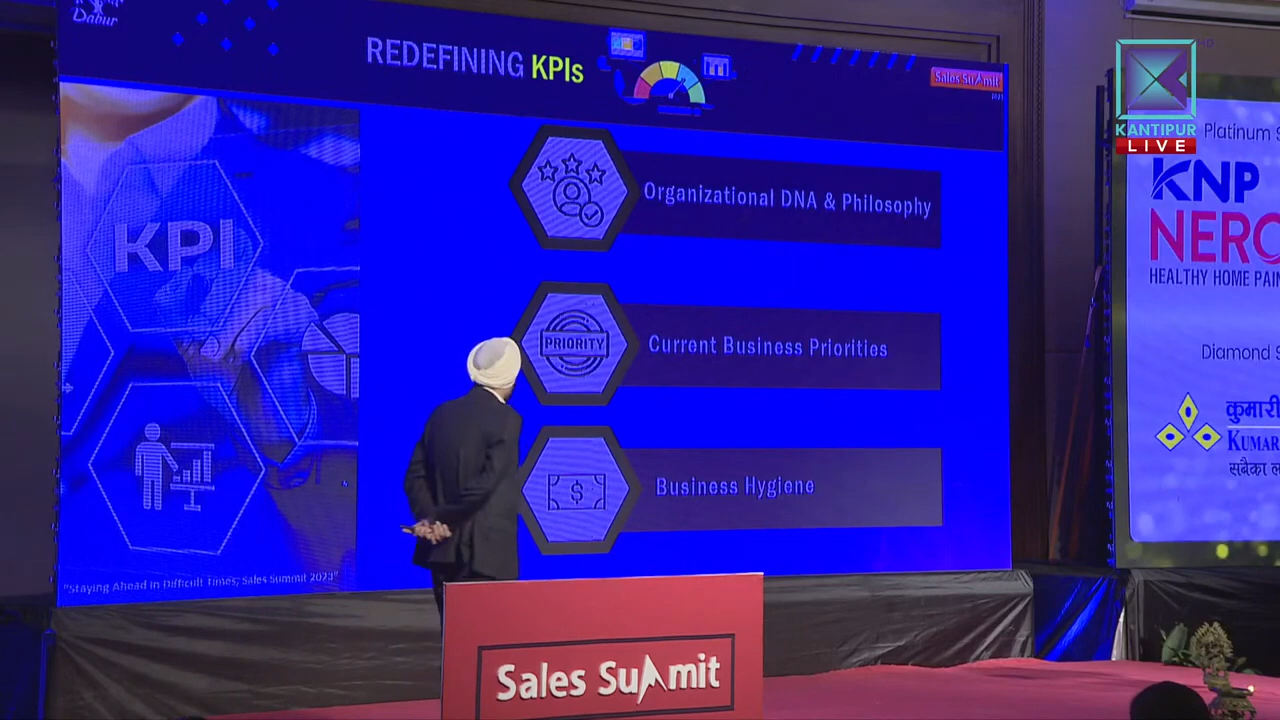 Dabur
REDEFINING KPIs
Sales SuMmit
KPI
Organizational DNA & Philosophy
PRIORITY
Current Business Priorities
$
Business Hygiene
"Staying Ahead In Difficult Times, Sales Summit 2023"
Sales SuMmit
KANTIPUR
LIVE
HD
Platinum S
KNP
NERO
HEALTHY HOME PAIN
Diamond S
कुमारी
KUMAR
सबैका ल